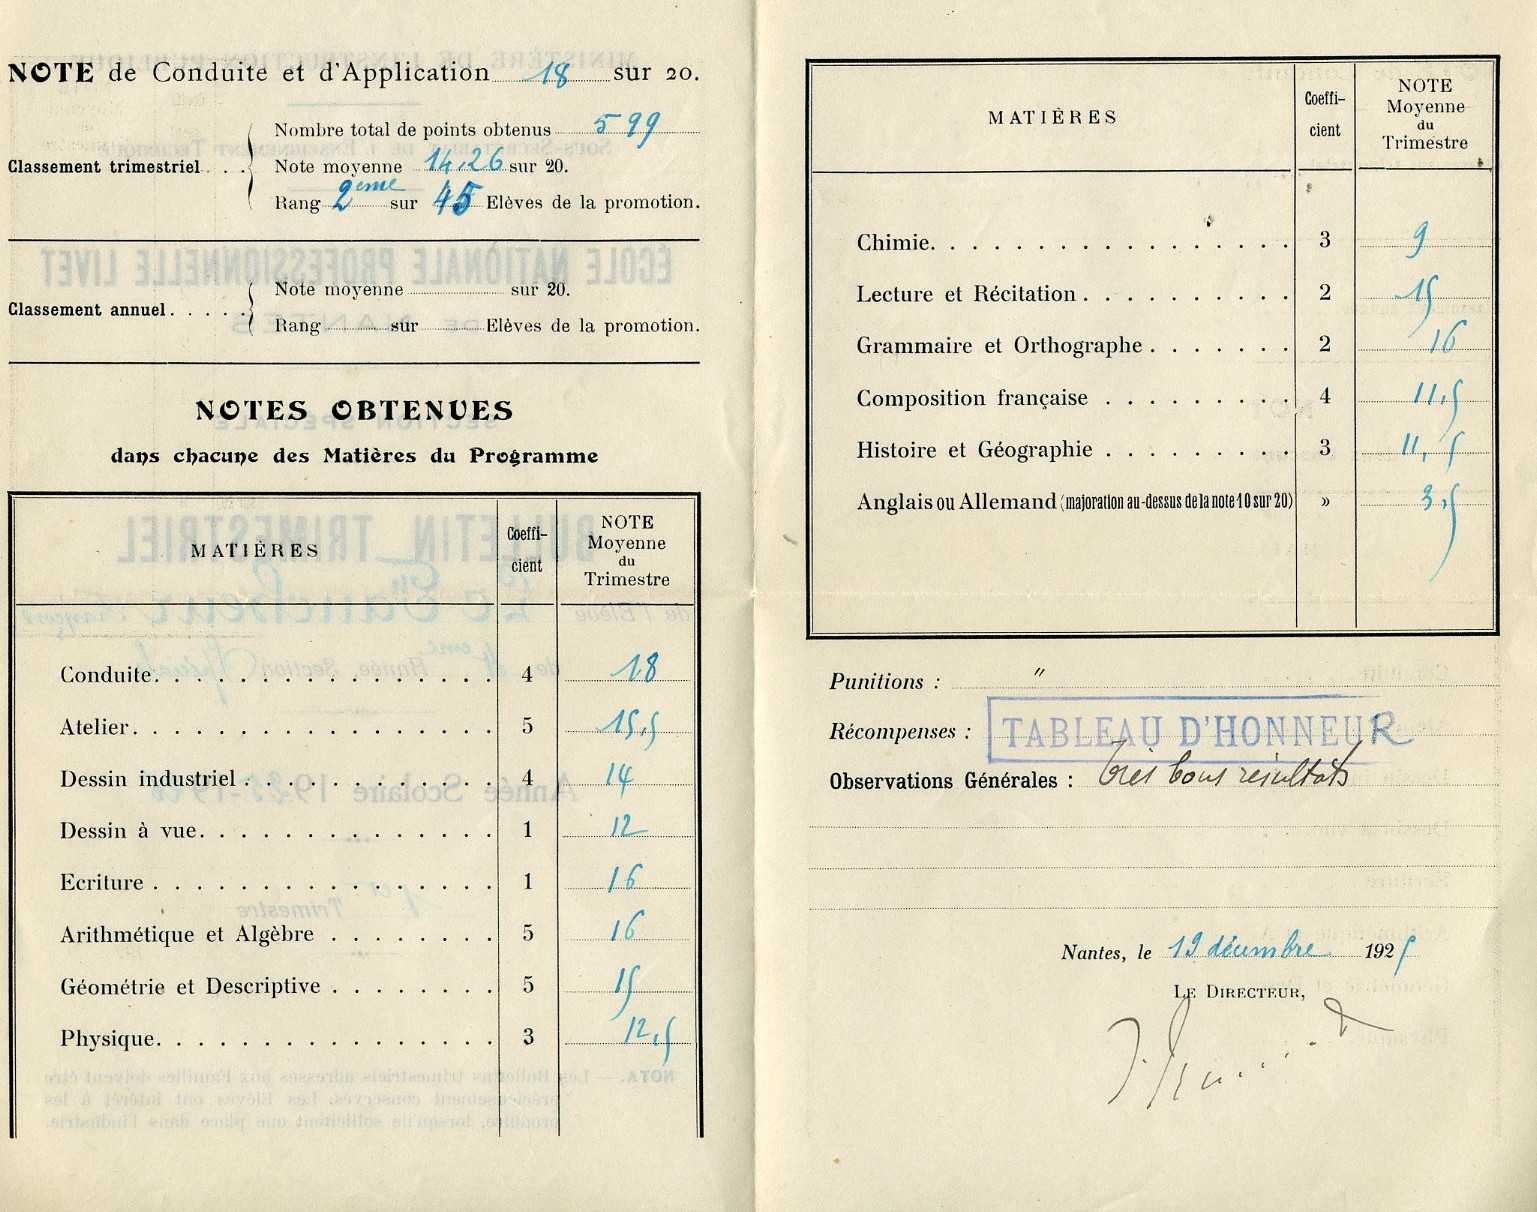 NOTE de Conduite et d'Application 18 sur 20.
Classement trimestriel . . .
Nombre total de points obtenus 599
Note moyenne 14,26 sur 20.
Rang 2ème sur 45 Elèves de la promotion.
Classement annuel . . . . .
Note moyenne sur 20.
Rang sur Elèves de la promotion.
NOTES OBTENUES
dans chacune des Matières du Programme
MATIÈRES Coeffi-cient NOTE Moyenne du Trimestre
Conduite. . . . . . . . . . . . . . . . 4 18
Atelier. . . . . . . . . . . . . . . . . 5 15,5
Dessin industriel . . . . . . . . . . . . 4 14
Dessin à vue. . . . . . . . . . . . . . 1 12
Ecriture . . . . . . . . . . . . . . . . 1 16
Arithmétique et Algèbre . . . . . . . . 5 16
Géométrie et Descriptive . . . . . . . . 5 15
Physique. . . . . . . . . . . . . . . . 3 12,5
MATIÈRES Coeffi-cient NOTE Moyenne du Trimestre
Chimie. . . . . . . . . . . . . . . . . 3 9
Lecture et Récitation . . . . . . . . . . 2 15
Grammaire et Orthographe . . . . . . . 2 16
Composition française . . . . . . . . . 4 11,5
Histoire et Géographie . . . . . . . . . 3 11,5
Anglais ou Allemand (majoration au-dessus de la note 10 sur 20) » 3,5
Punitions : "
Récompenses : TABLEAU D'HONNEUR
Observations Générales : Très bons résultats
Nantes, le 19 décembre 1925
LE DIRECTEUR,